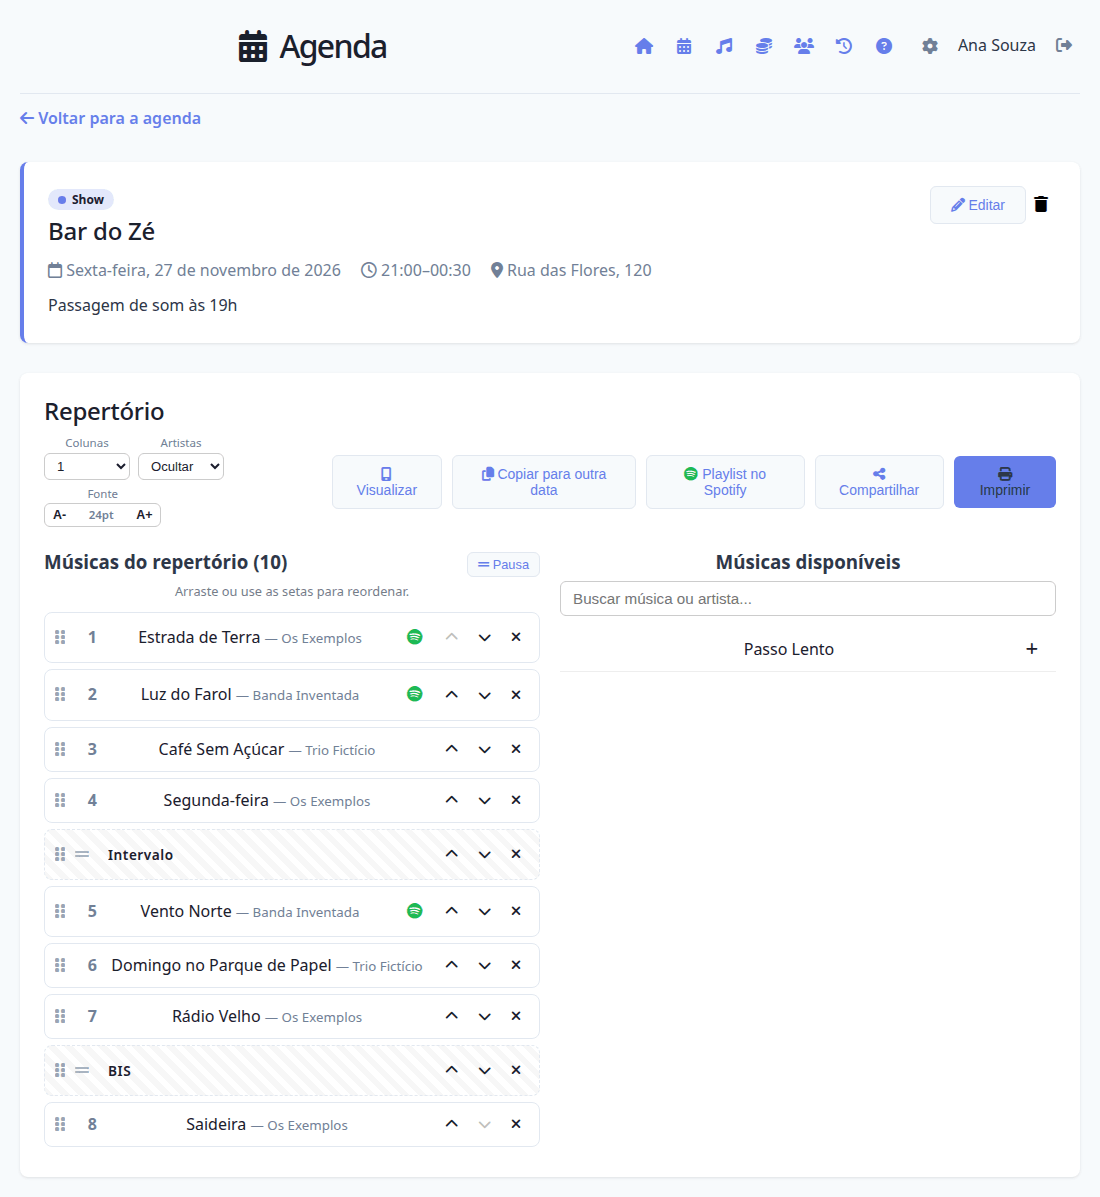 Agenda
Ana Souza
Voltar para a agenda
Show
Bar do Zé
Editar
Sexta-feira, 27 de novembro de 2026 21:00–00:30 Rua das Flores, 120
Passagem de som às 19h
Repertório
Colunas Artistas
1 Ocultar
Fonte
A- 24pt A+
Visualizar
Copiar para outra
data
Playlist no
Spotify
Compartilhar
Imprimir
Músicas do repertório (10)
Pausa
Arraste ou use as setas para reordenar.
1 Estrada de Terra — Os Exemplos
2 Luz do Farol — Banda Inventada
3 Café Sem Açúcar — Trio Fictício
4 Segunda-feira — Os Exemplos
Intervalo
5 Vento Norte — Banda Inventada
6 Domingo no Parque de Papel — Trio Fictício
7 Rádio Velho — Os Exemplos
BIS
8 Saideira — Os Exemplos
Músicas disponíveis
Buscar música ou artista...
Passo Lento